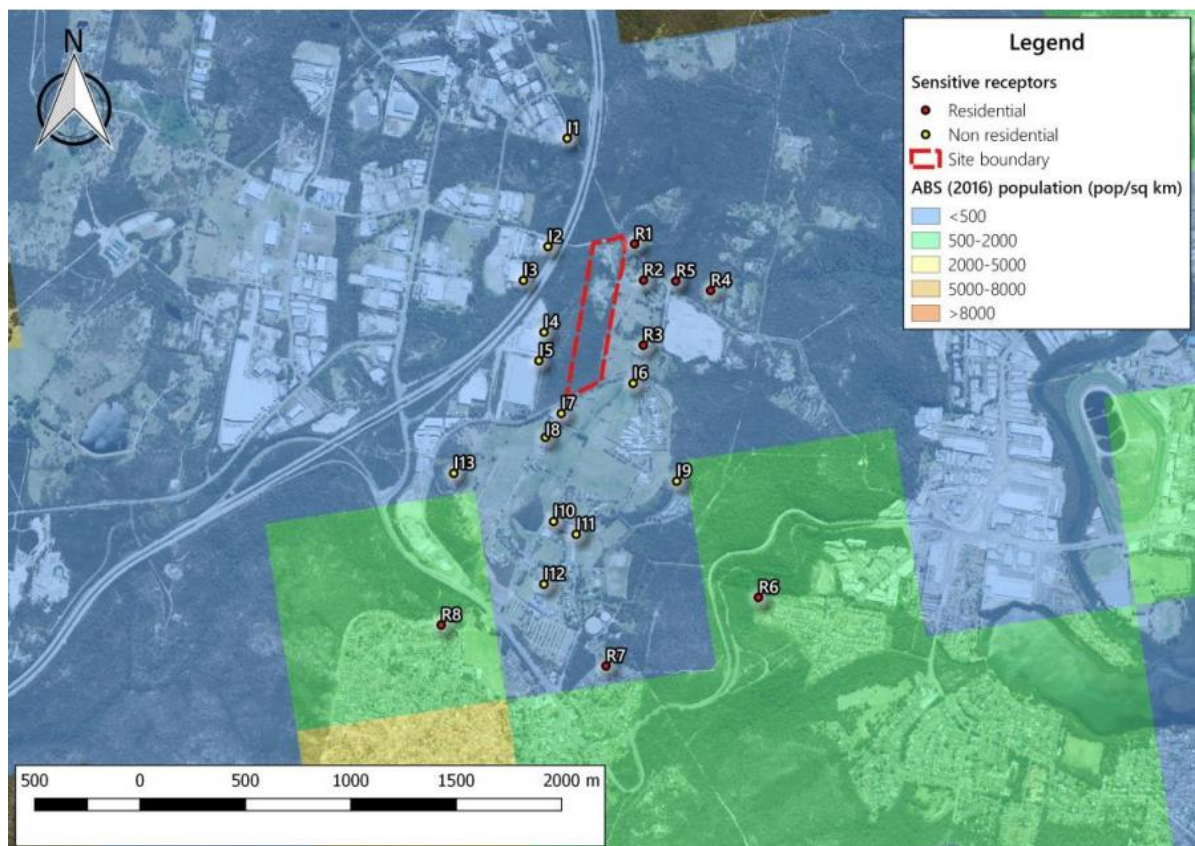 N
Legend
Sensitive receptors
Residential
Non residential
Site boundary
ABS (2016) population (pop/sq km)
<500
500-2000
2000-5000
5000-8000
>8000
I1
I2
R1
I3
R2
R5
R4
I4
R3
I5
I6
I7
I8
I13
I9
I10
I11
I12
R6
R8
R7
500 0 500 1000 1500 2000 m